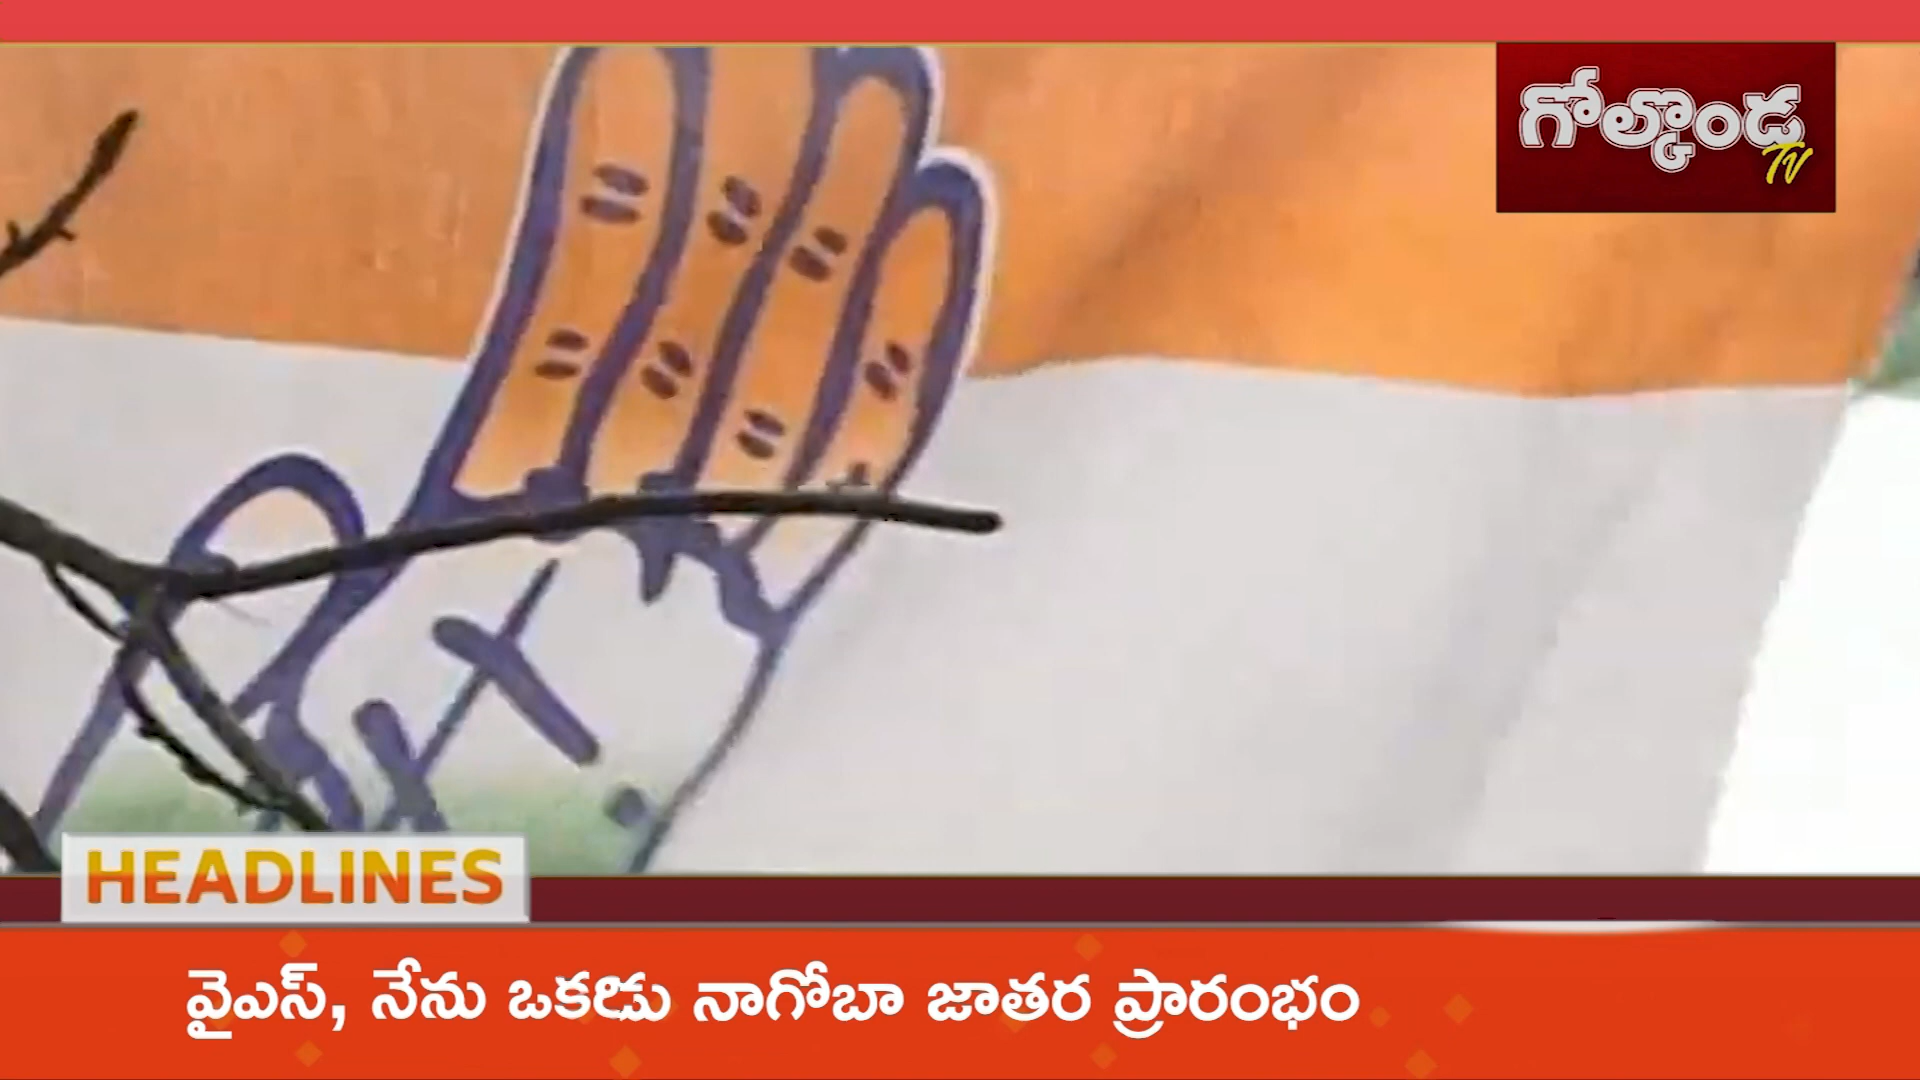 గోల్కొండ
TV
HEADLINES
వైఎస్, నేను ఒకడు నాగోబా జాతర ప్రారంభం